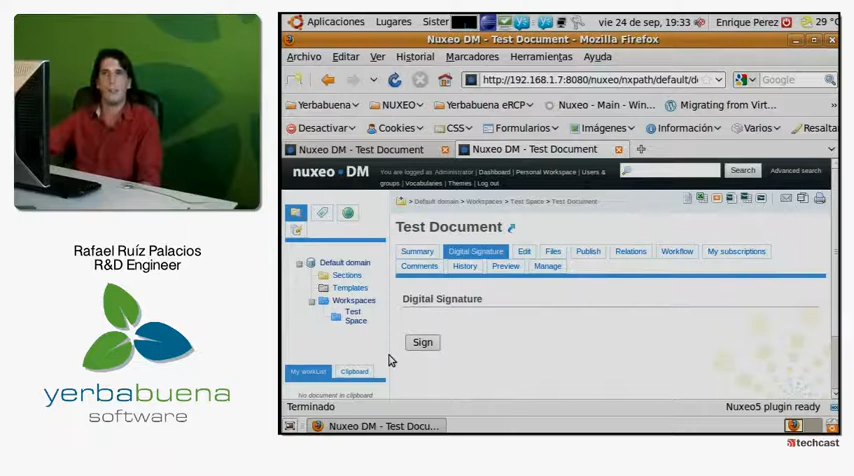 Aplicaciones Lugares Sister vie 24 de sep, 19:33 Enrique Perez 29 °C
Nuxeo DM - Test Document - Mozilla Firefox
Archivo Editar Ver Historial Marcadores Herramientas Ayuda
http://192.168.1.7:8080/nuxeo/nxpath/default/d Google
Yerbabuena NUXEO Yerbabuena eRCP Nuxeo - Main - Win... Migrating from Virt...
Desactivar Cookies CSS Formularios Imágenes Información Varios Resalta
Nuxeo DM - Test Document Nuxeo DM - Test Document
nuxeo DM
You are logged as Administrator | Dashboard | Personal Workspace | Users &
groups | Vocabularies | Themes | Log out
Search Advanced search
> Default domain > Workspaces > Test Space > Test Document
Test Document
Summary Digital Signature Edit Files Publish Relations Workflow My subscriptions
Comments History Preview Manage
Default domain
Sections
Templates
Workspaces
Test
Space
Digital Signature
Sign
My worklist Clipboard
No document in clipboard
Terminado Nuxeo5 plugin ready
Nuxeo DM - Test Docu...
Rafael Ruíz Palacios
R&D Engineer
yerbabuena
software
techcast